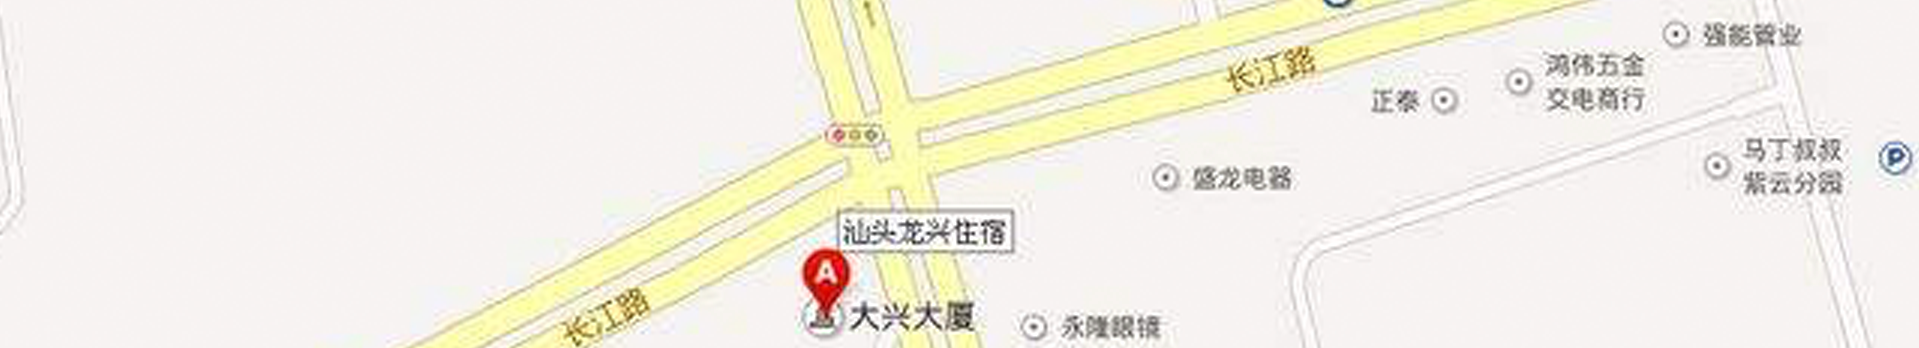 强能管业
长江路
鸿伟五金
交电商行
正泰
马丁叔叔
紫云分园
P
盛龙电器
汕头龙兴住宿
A
长江路
大兴大厦
永隆眼镜